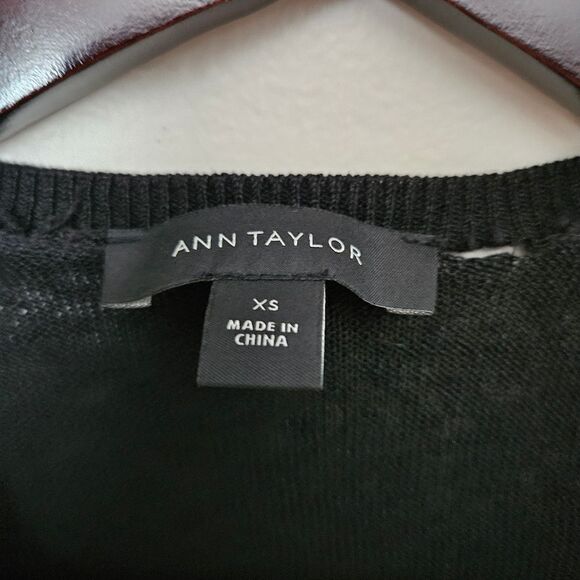 ANN TAYLOR
XS
MADE IN
CHINA